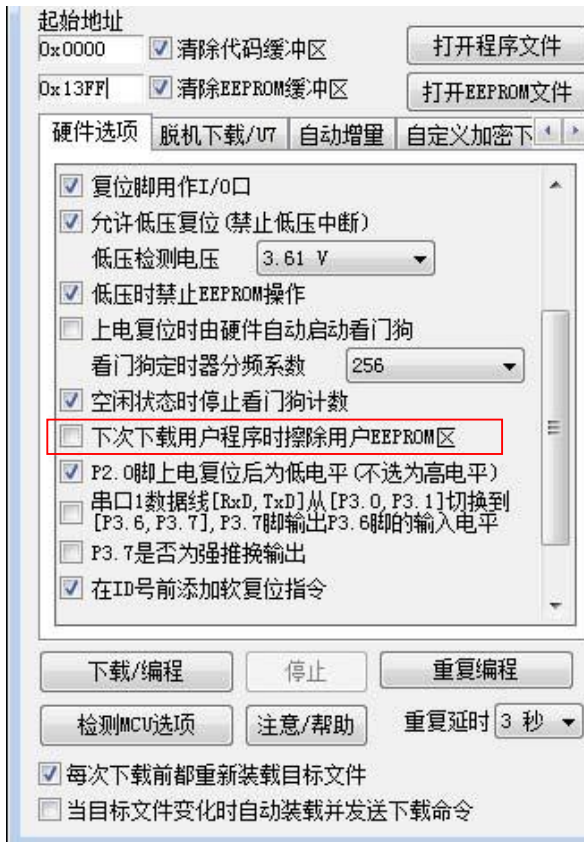 起始地址
0x0000 清除代码缓冲区 打开程序文件
0x13FF 清除EEPROM缓冲区 打开EEPROM文件
硬件选项 脱机下载/U7 自动增量 自定义加密下
复位脚用作I/O口
允许低压复位(禁止低压中断)
低压检测电压 3.61 V
低压时禁止EEPROM操作
上电复位时由硬件自动启动看门狗
看门狗定时器分频系数 256
空闲状态时停止看门狗计数
下次下载用户程序时擦除用户EEPROM区
P2.0脚上电复位后为低电平(不选为高电平)
串口1数据线[RxD,TxD]从[P3.0,P3.1]切换到
[P3.6,P3.7],P3.7脚输出P3.6脚的输入电平
P3.7是否为强推挽输出
在ID号前添加软复位指令
下载/编程 停止 重复编程
检测MCU选项 注意/帮助 重复延时 3 秒
每次下载前都重新装载目标文件
当目标文件变化时自动装载并发送下载命令